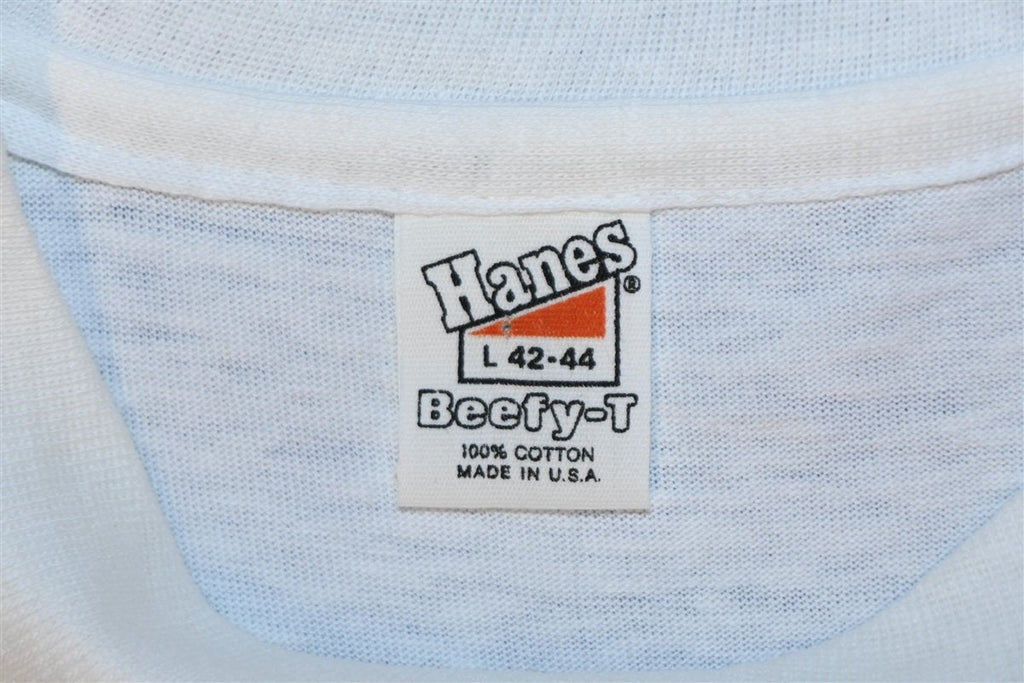 Hanes®
L 42-44
Beefy-T
100% COTTON
MADE IN U.S.A.